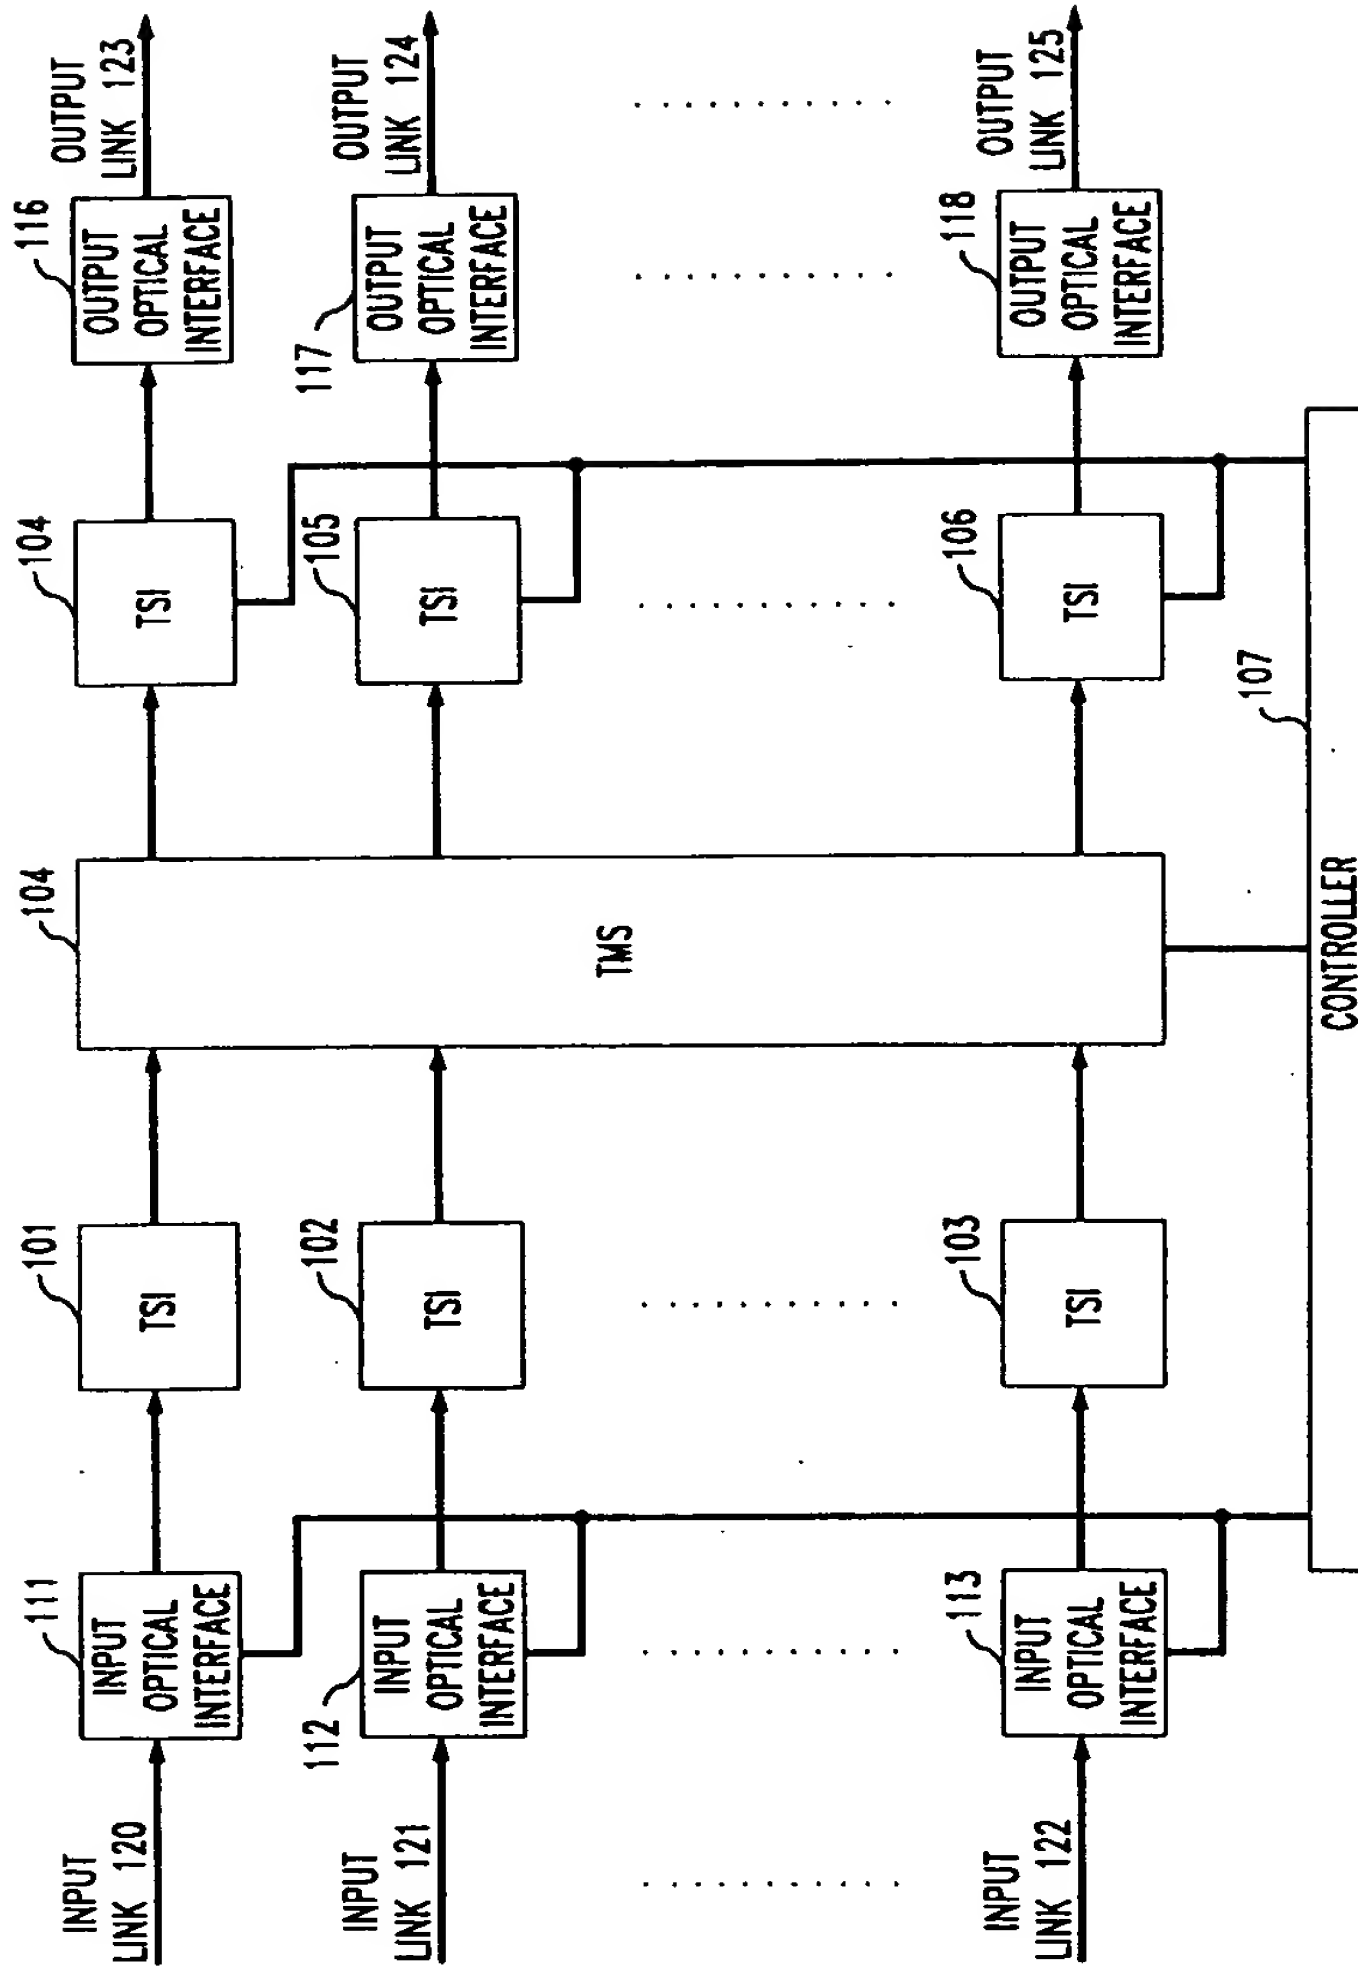 INPUT
LINK 120
111
INPUT
OPTICAL
INTERFACE
101
TSI
104
TMS
104
TSI
116
OUTPUT
OPTICAL
INTERFACE
OUTPUT
LINK 123
INPUT
LINK 121
112
INPUT
OPTICAL
INTERFACE
102
TSI
105
TSI
117
OUTPUT
OPTICAL
INTERFACE
OUTPUT
LINK 124
INPUT
LINK 122
113
INPUT
OPTICAL
INTERFACE
103
TSI
106
TSI
118
OUTPUT
OPTICAL
INTERFACE
OUTPUT
LINK 125
107
CONTROLLER